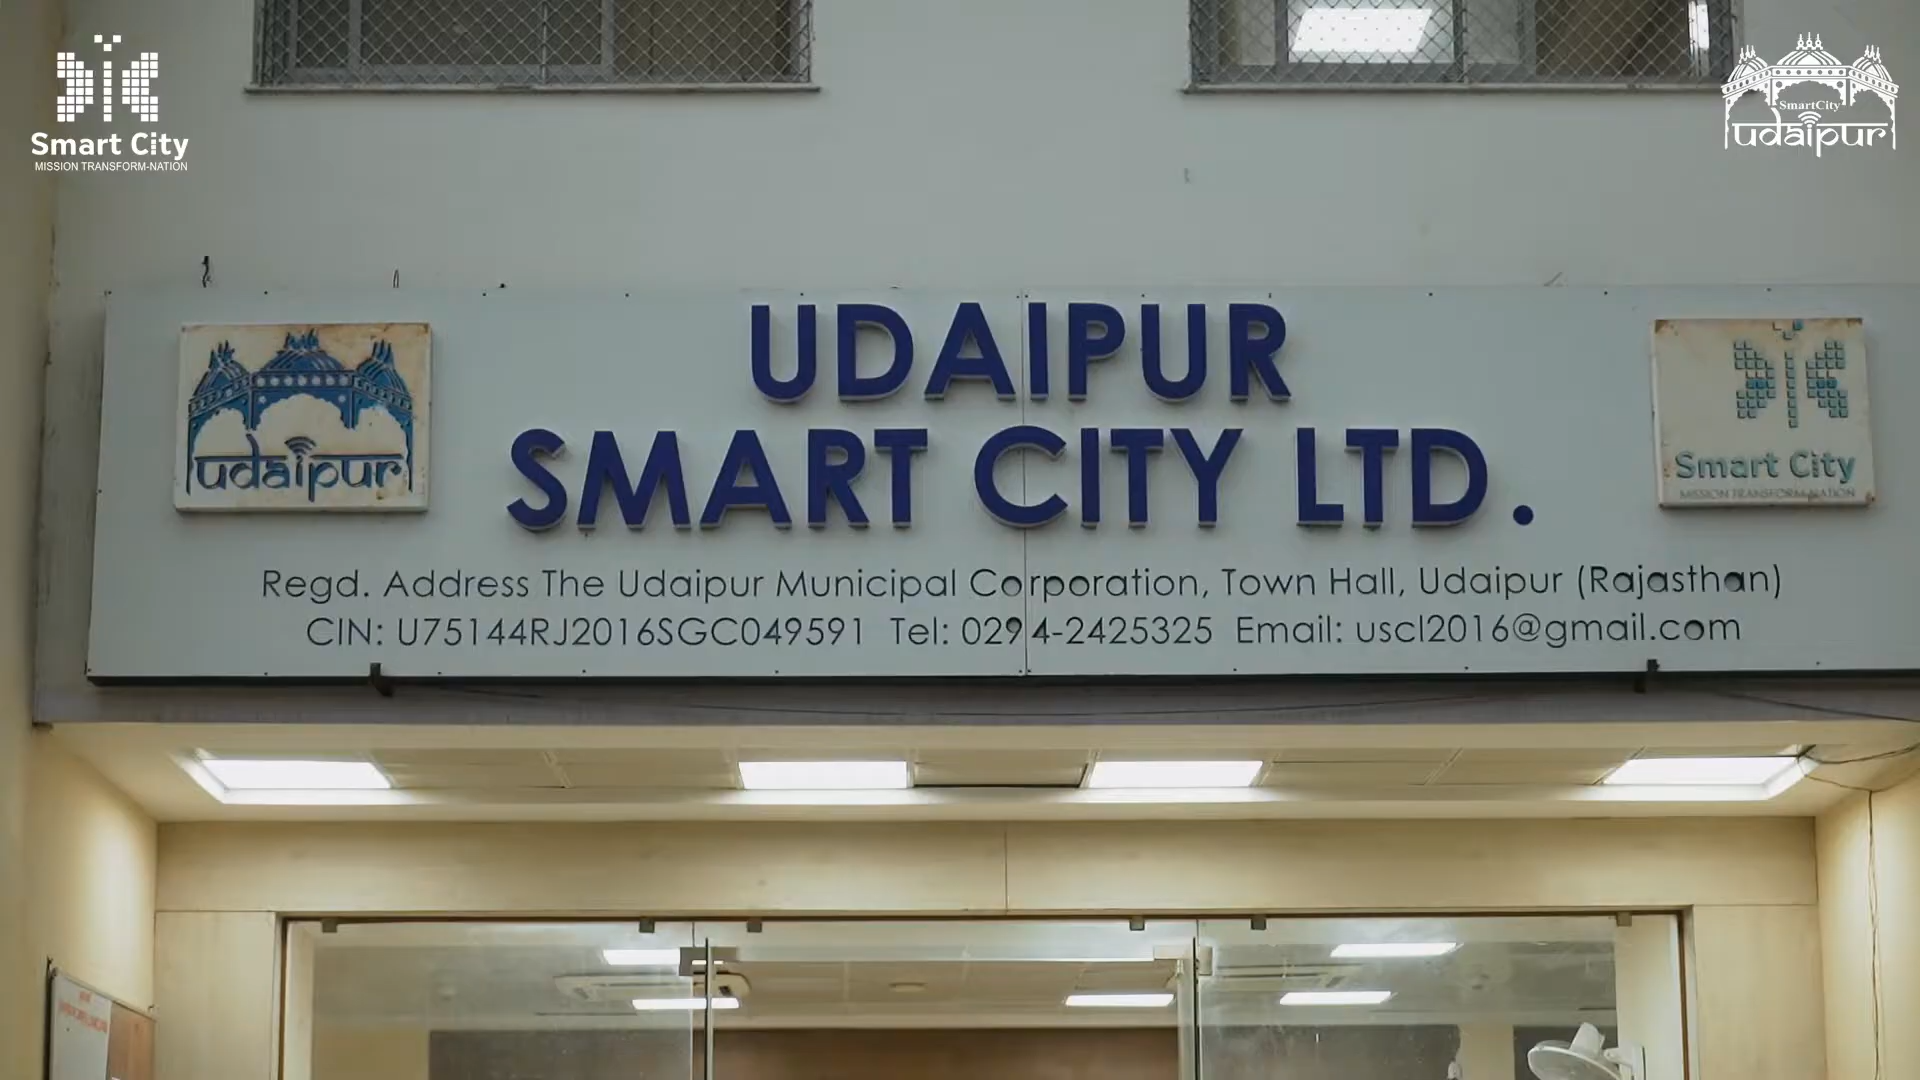 Smart City
MISSION TRANSFORM-NATION
SmartCity
udaipur
UDAIPUR
SMART CITY LTD.
udaipur
Smart City
MISSION TRANSFORM-NATION
Regd. Address The Udaipur Municipal Corporation, Town Hall, Udaipur (Rajasthan)
CIN: U75144RJ2016SGC049591 Tel: 0294-2425325 Email: uscl2016@gmail.com